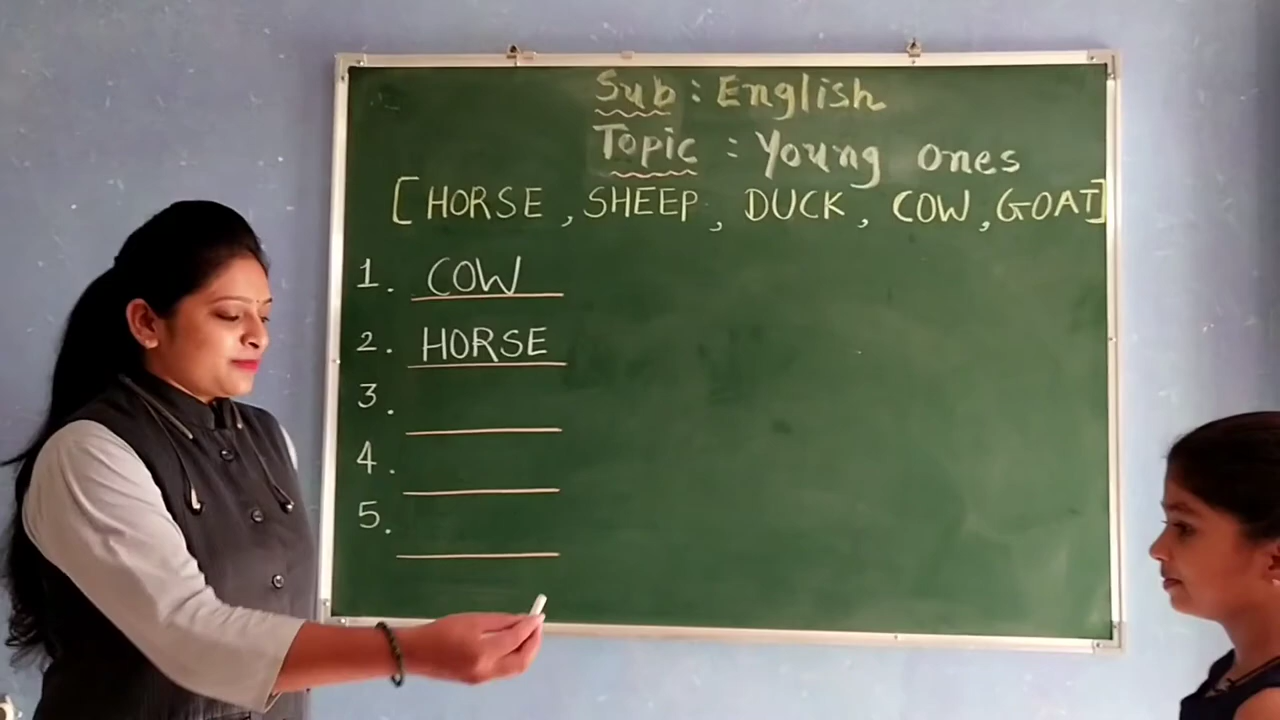 Sub : English
Topic : Young ones
[HORSE , SHEEP , DUCK , COW , GOAT]
1. COW
2. HORSE
3.
4.
5.